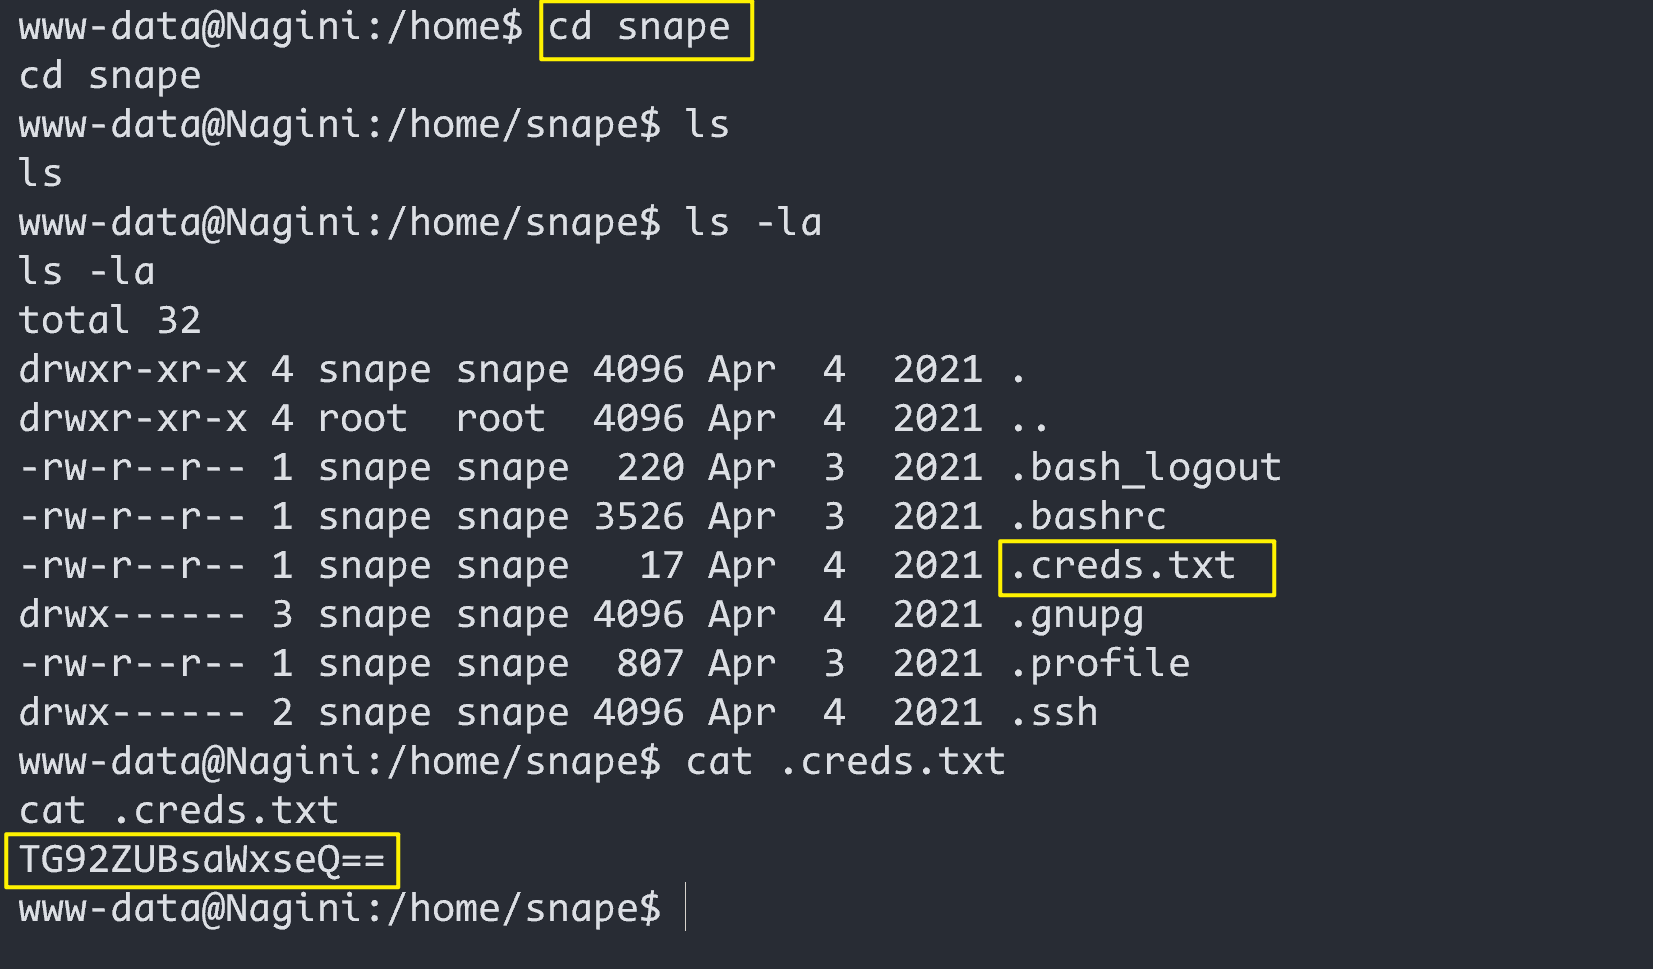 www-data@Nagini:/home$ cd snape
cd snape
www-data@Nagini:/home/snape$ ls
ls
www-data@Nagini:/home/snape$ ls -la
ls -la
total 32
drwxr-xr-x 4 snape snape 4096 Apr  4  2021 .
drwxr-xr-x 4 root  root  4096 Apr  4  2021 ..
-rw-r--r-- 1 snape snape  220 Apr  3  2021 .bash_logout
-rw-r--r-- 1 snape snape 3526 Apr  3  2021 .bashrc
-rw-r--r-- 1 snape snape   17 Apr  4  2021 .creds.txt
drwx------ 3 snape snape 4096 Apr  4  2021 .gnupg
-rw-r--r-- 1 snape snape  807 Apr  3  2021 .profile
drwx------ 2 snape snape 4096 Apr  4  2021 .ssh
www-data@Nagini:/home/snape$ cat .creds.txt
cat .creds.txt
TG92ZUBsaWxseQ==
www-data@Nagini:/home/snape$